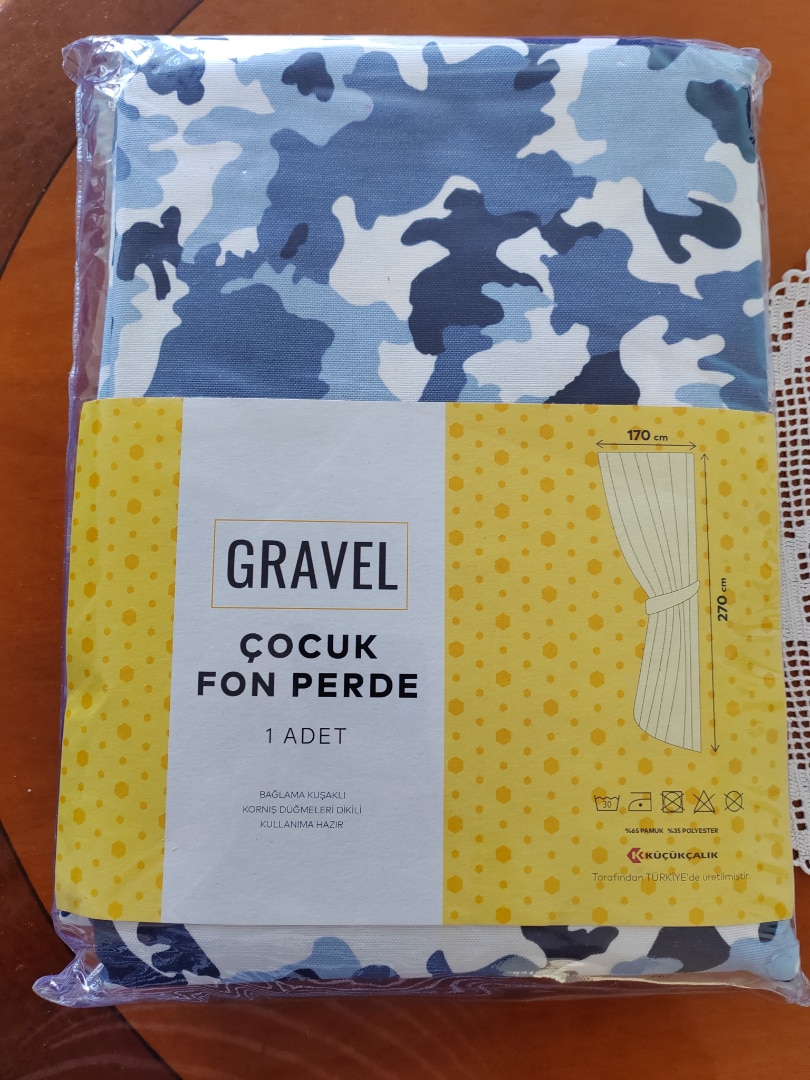 GRAVEL
ÇOCUK
FON PERDE
1 ADET
BAĞLAMA KUŞAKLI
KORNİŞ DÜĞMELERİ DİKİLİ
KULLANIMA HAZIR
170 cm
270 cm
30
%65 PAMUK %35 POLYESTER
KÜÇÜKÇALIK
Tarafından TÜRKİYE'de üretilmiştir